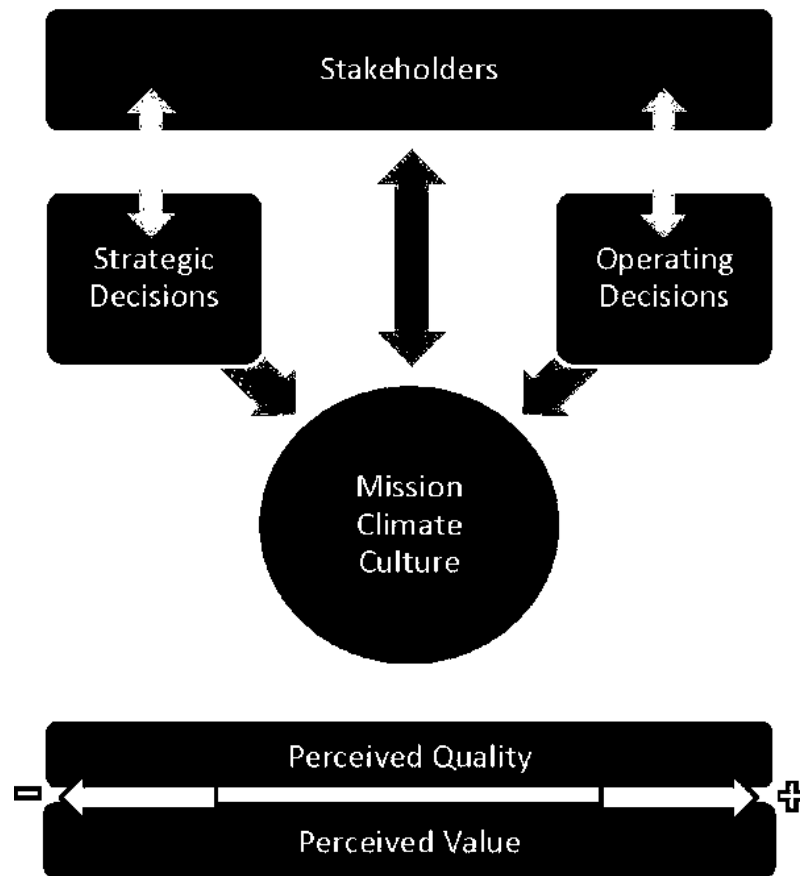 Stakeholders
Strategic
Decisions
Operating
Decisions
Mission
Climate
Culture
Perceived Quality
- +
Perceived Value